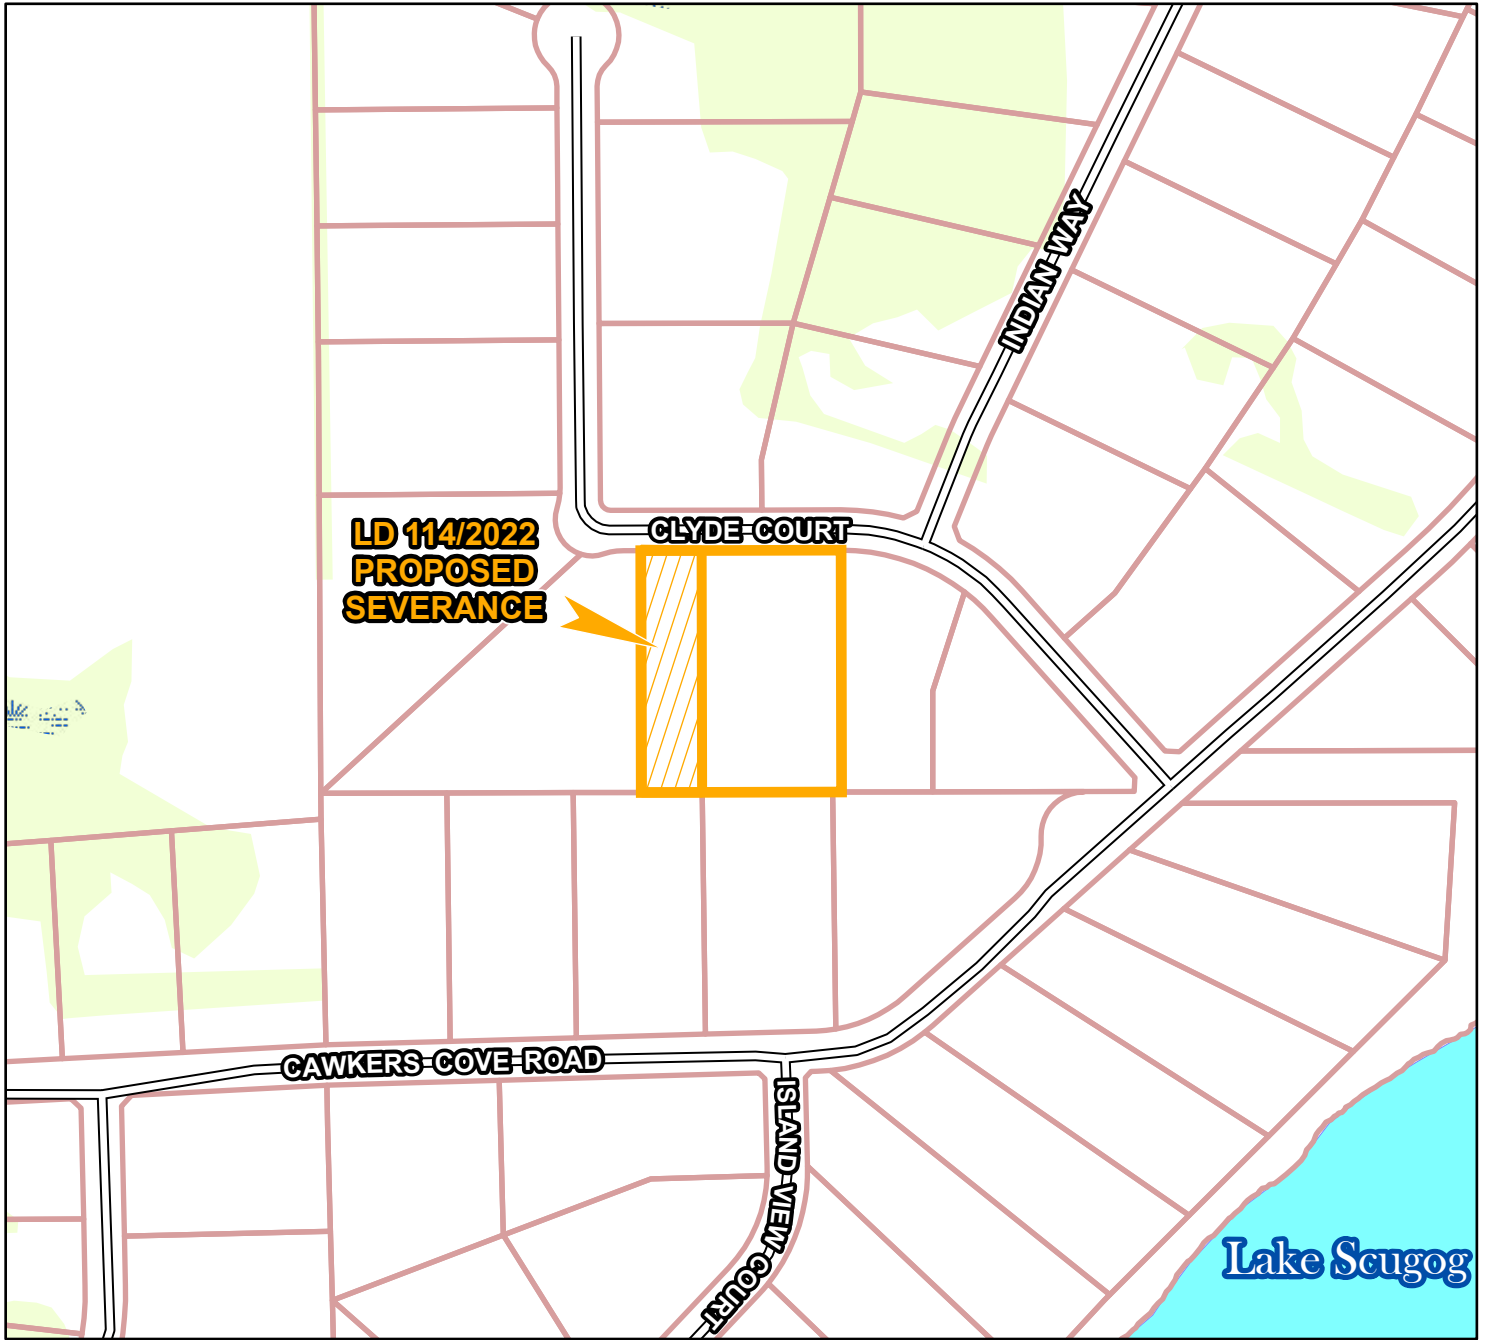 INDIAN WAY
CLYDE COURT
LD 114/2022
PROPOSED
SEVERANCE
CAWKERS COVE ROAD
ISLAND VIEW COURT
Lake Scugog